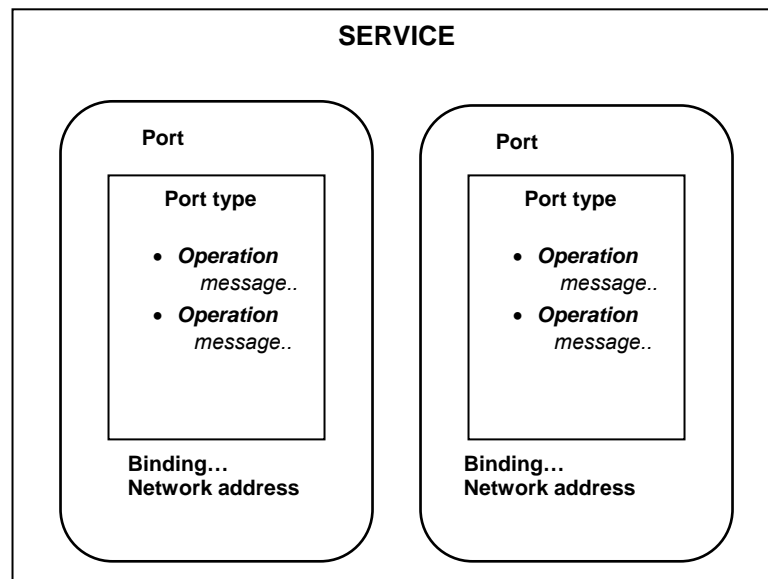 SERVICE
Port
Port type
• Operation
message..
• Operation
message..
Binding…
Network address
Port
Port type
• Operation
message..
• Operation
message..
Binding…
Network address